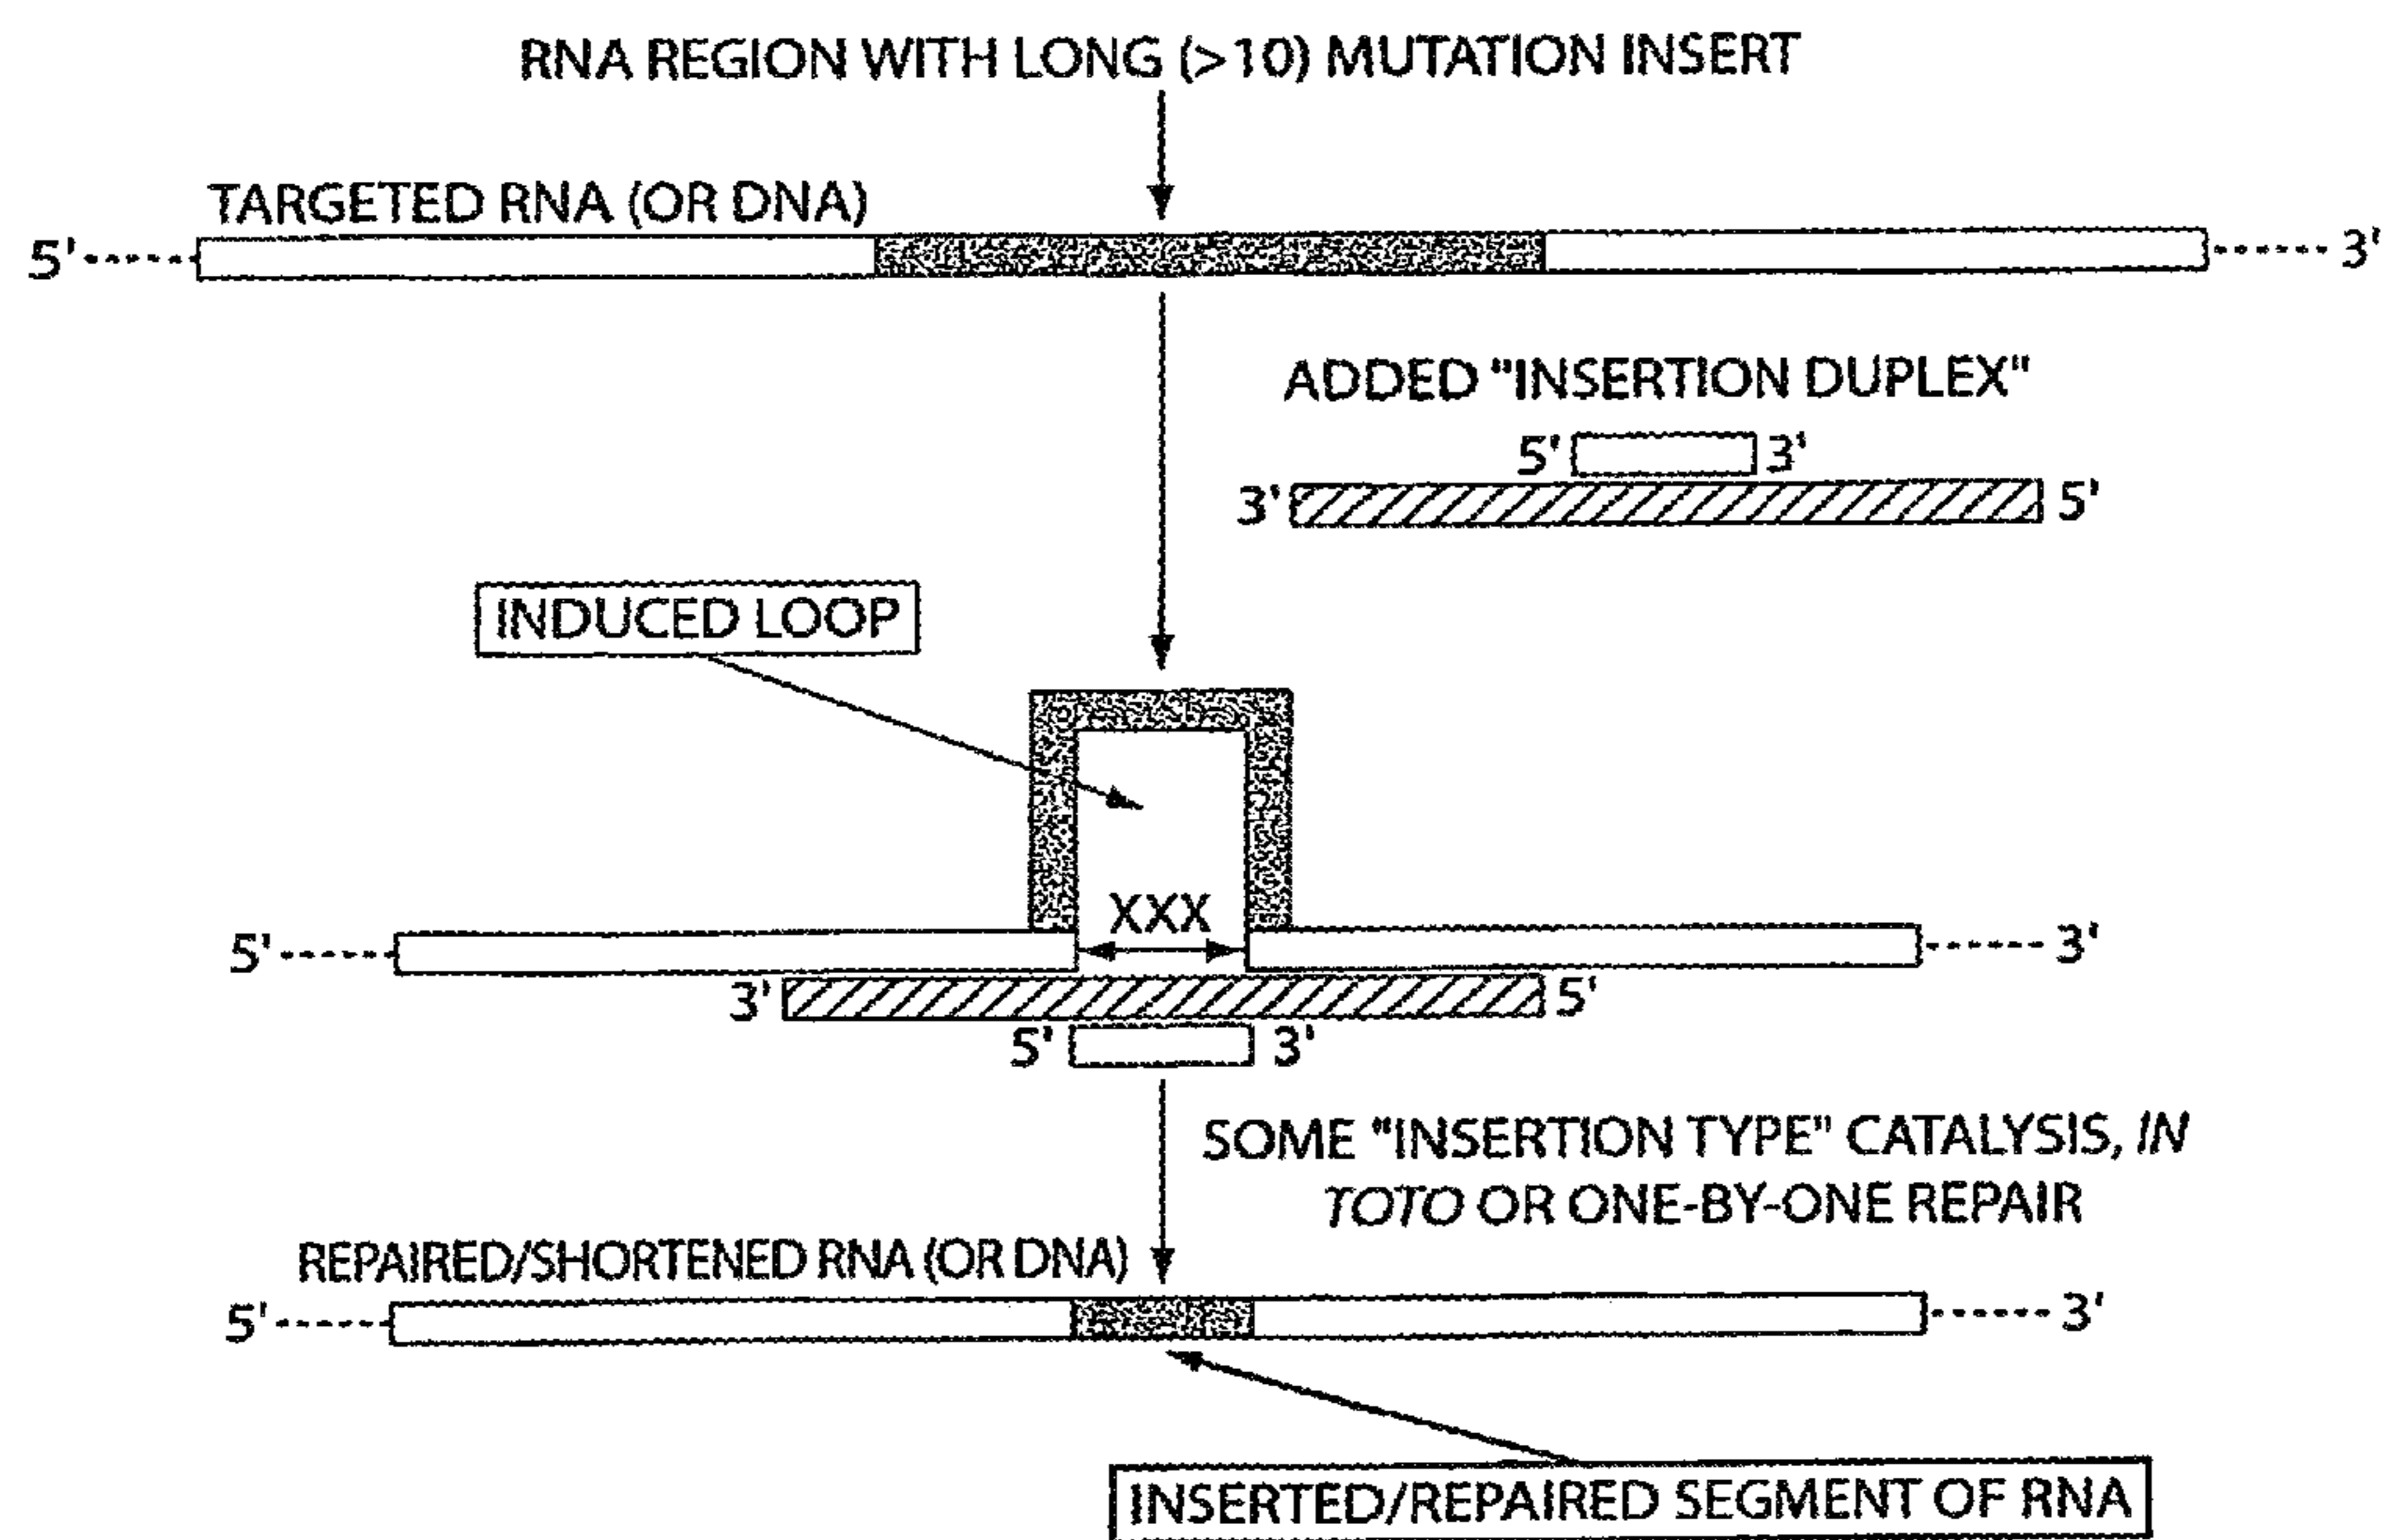 RNA REGION WITH LONG (>10) MUTATION INSERT
TARGETED RNA (OR DNA)
5' 3'
ADDED "INSERTION DUPLEX"
5' 3'
3' 5'
INDUCED LOOP
XXX
5' 3'
3' 5'
5' 3'
SOME "INSERTION TYPE" CATALYSIS, IN
TOTO OR ONE-BY-ONE REPAIR
REPAIRED/SHORTENED RNA (OR DNA)
5' 3'
INSERTED/REPAIRED SEGMENT OF RNA